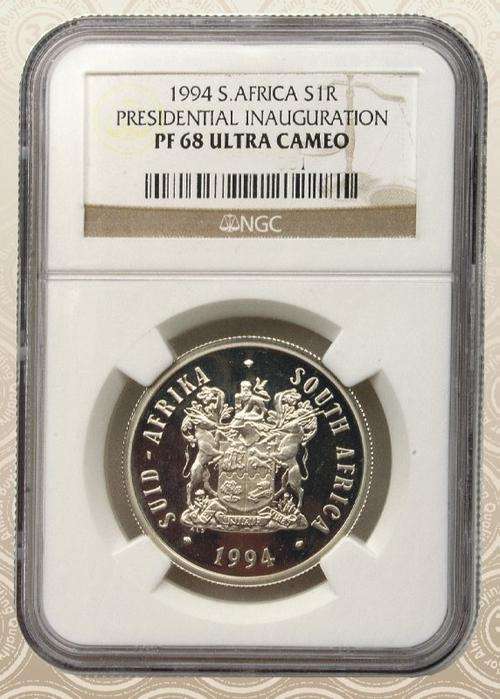 1994 S.AFRICA S1R
PRESIDENTIAL INAUGURATION
PF 68 ULTRA CAMEO
NGC
SUID-AFRIKA SOUTH AFRICA
1994